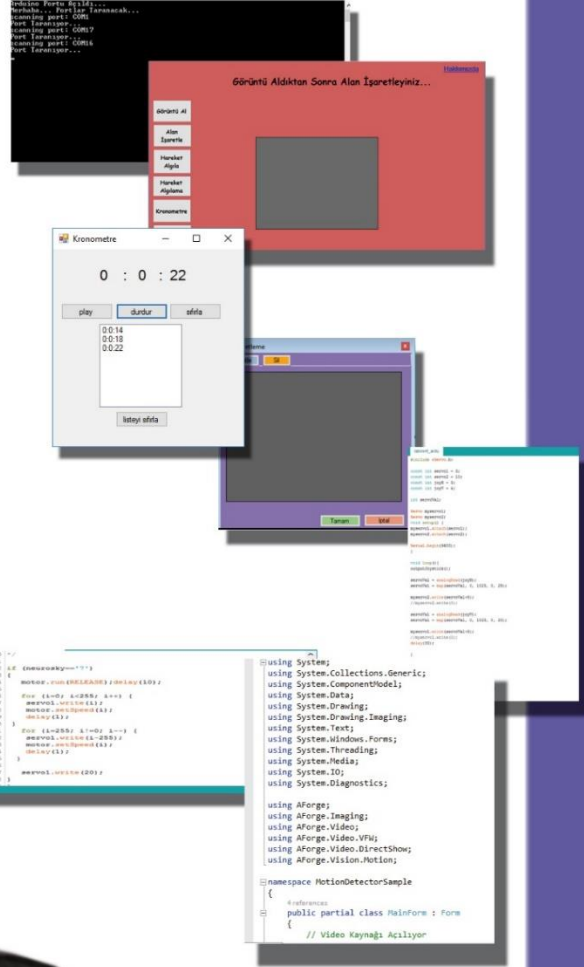 Arduino Portu Açıldı...
Merhaba... Portlar Taranacak...
scanning port: COM1
Port Taranıyor...
scanning port: COM17
Port Taranıyor...
scanning port: COM16
Port Taranıyor...
Hakkımızda
Görüntü Aldıktan Sonra Alan İşaretleyiniz...
Görüntü Al
Alan
İşaretle
Hareket
Algıla
Hareket
Algılama
Kronometre
Kronometre
0 : 0 : 22
play durdur sıfırla
0:0:14
0:0:18
0:0:22
listeyi sıfırla
Sil
Tamam İptal
void loop(){
delay(20);
}
if (neurosky=='7')
{
motor.run(RELEASE);delay(10);
for (i=0; i<255; i++) {
servo1.write(i);
motor.setSpeed(i);
delay(1);
}
for (i=255; i!=0; i--) {
servo1.write(i-255);
motor.setSpeed(i);
delay(1);
}
servo1.write(20);
}
using System;
using System.Collections.Generic;
using System.ComponentModel;
using System.Data;
using System.Drawing;
using System.Drawing.Imaging;
using System.Text;
using System.Windows.Forms;
using System.Threading;
using System.Media;
using System.IO;
using System.Diagnostics;
using AForge;
using AForge.Imaging;
using AForge.Video;
using AForge.Video.VFW;
using AForge.Video.DirectShow;
using AForge.Vision.Motion;
namespace MotionDetectorSample
{
4 references
public partial class MainForm : Form
{
// Video Kaynağı Açılıyor